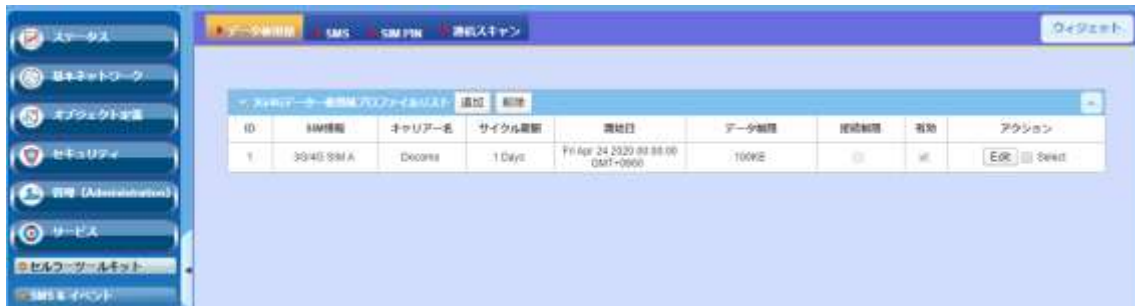 ステータス
基本ネットワーク
オブジェクト定義
セキュリティ
管理 (Administration)
サービス
セルラーツールキット
SMS & イベント
データ
SMS
SIM PIN
スキャン
ウィジェット
追加 削除
ID SIM情報 キャリアー名 サイクル期間 開始日 データ制限 接続制限 有効 アクション
1 3G/4G SIM A Docomo 1 Days Fri Apr 24 2020 00:00:00 100KB Edit Select